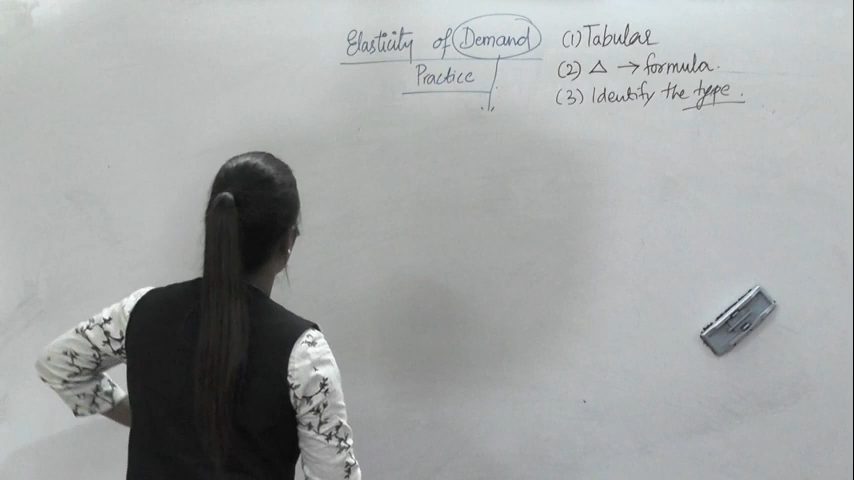 Elasticity of Demand
Practice
(1) Tabular
(2) △ → formula.
(3) Identify the type.